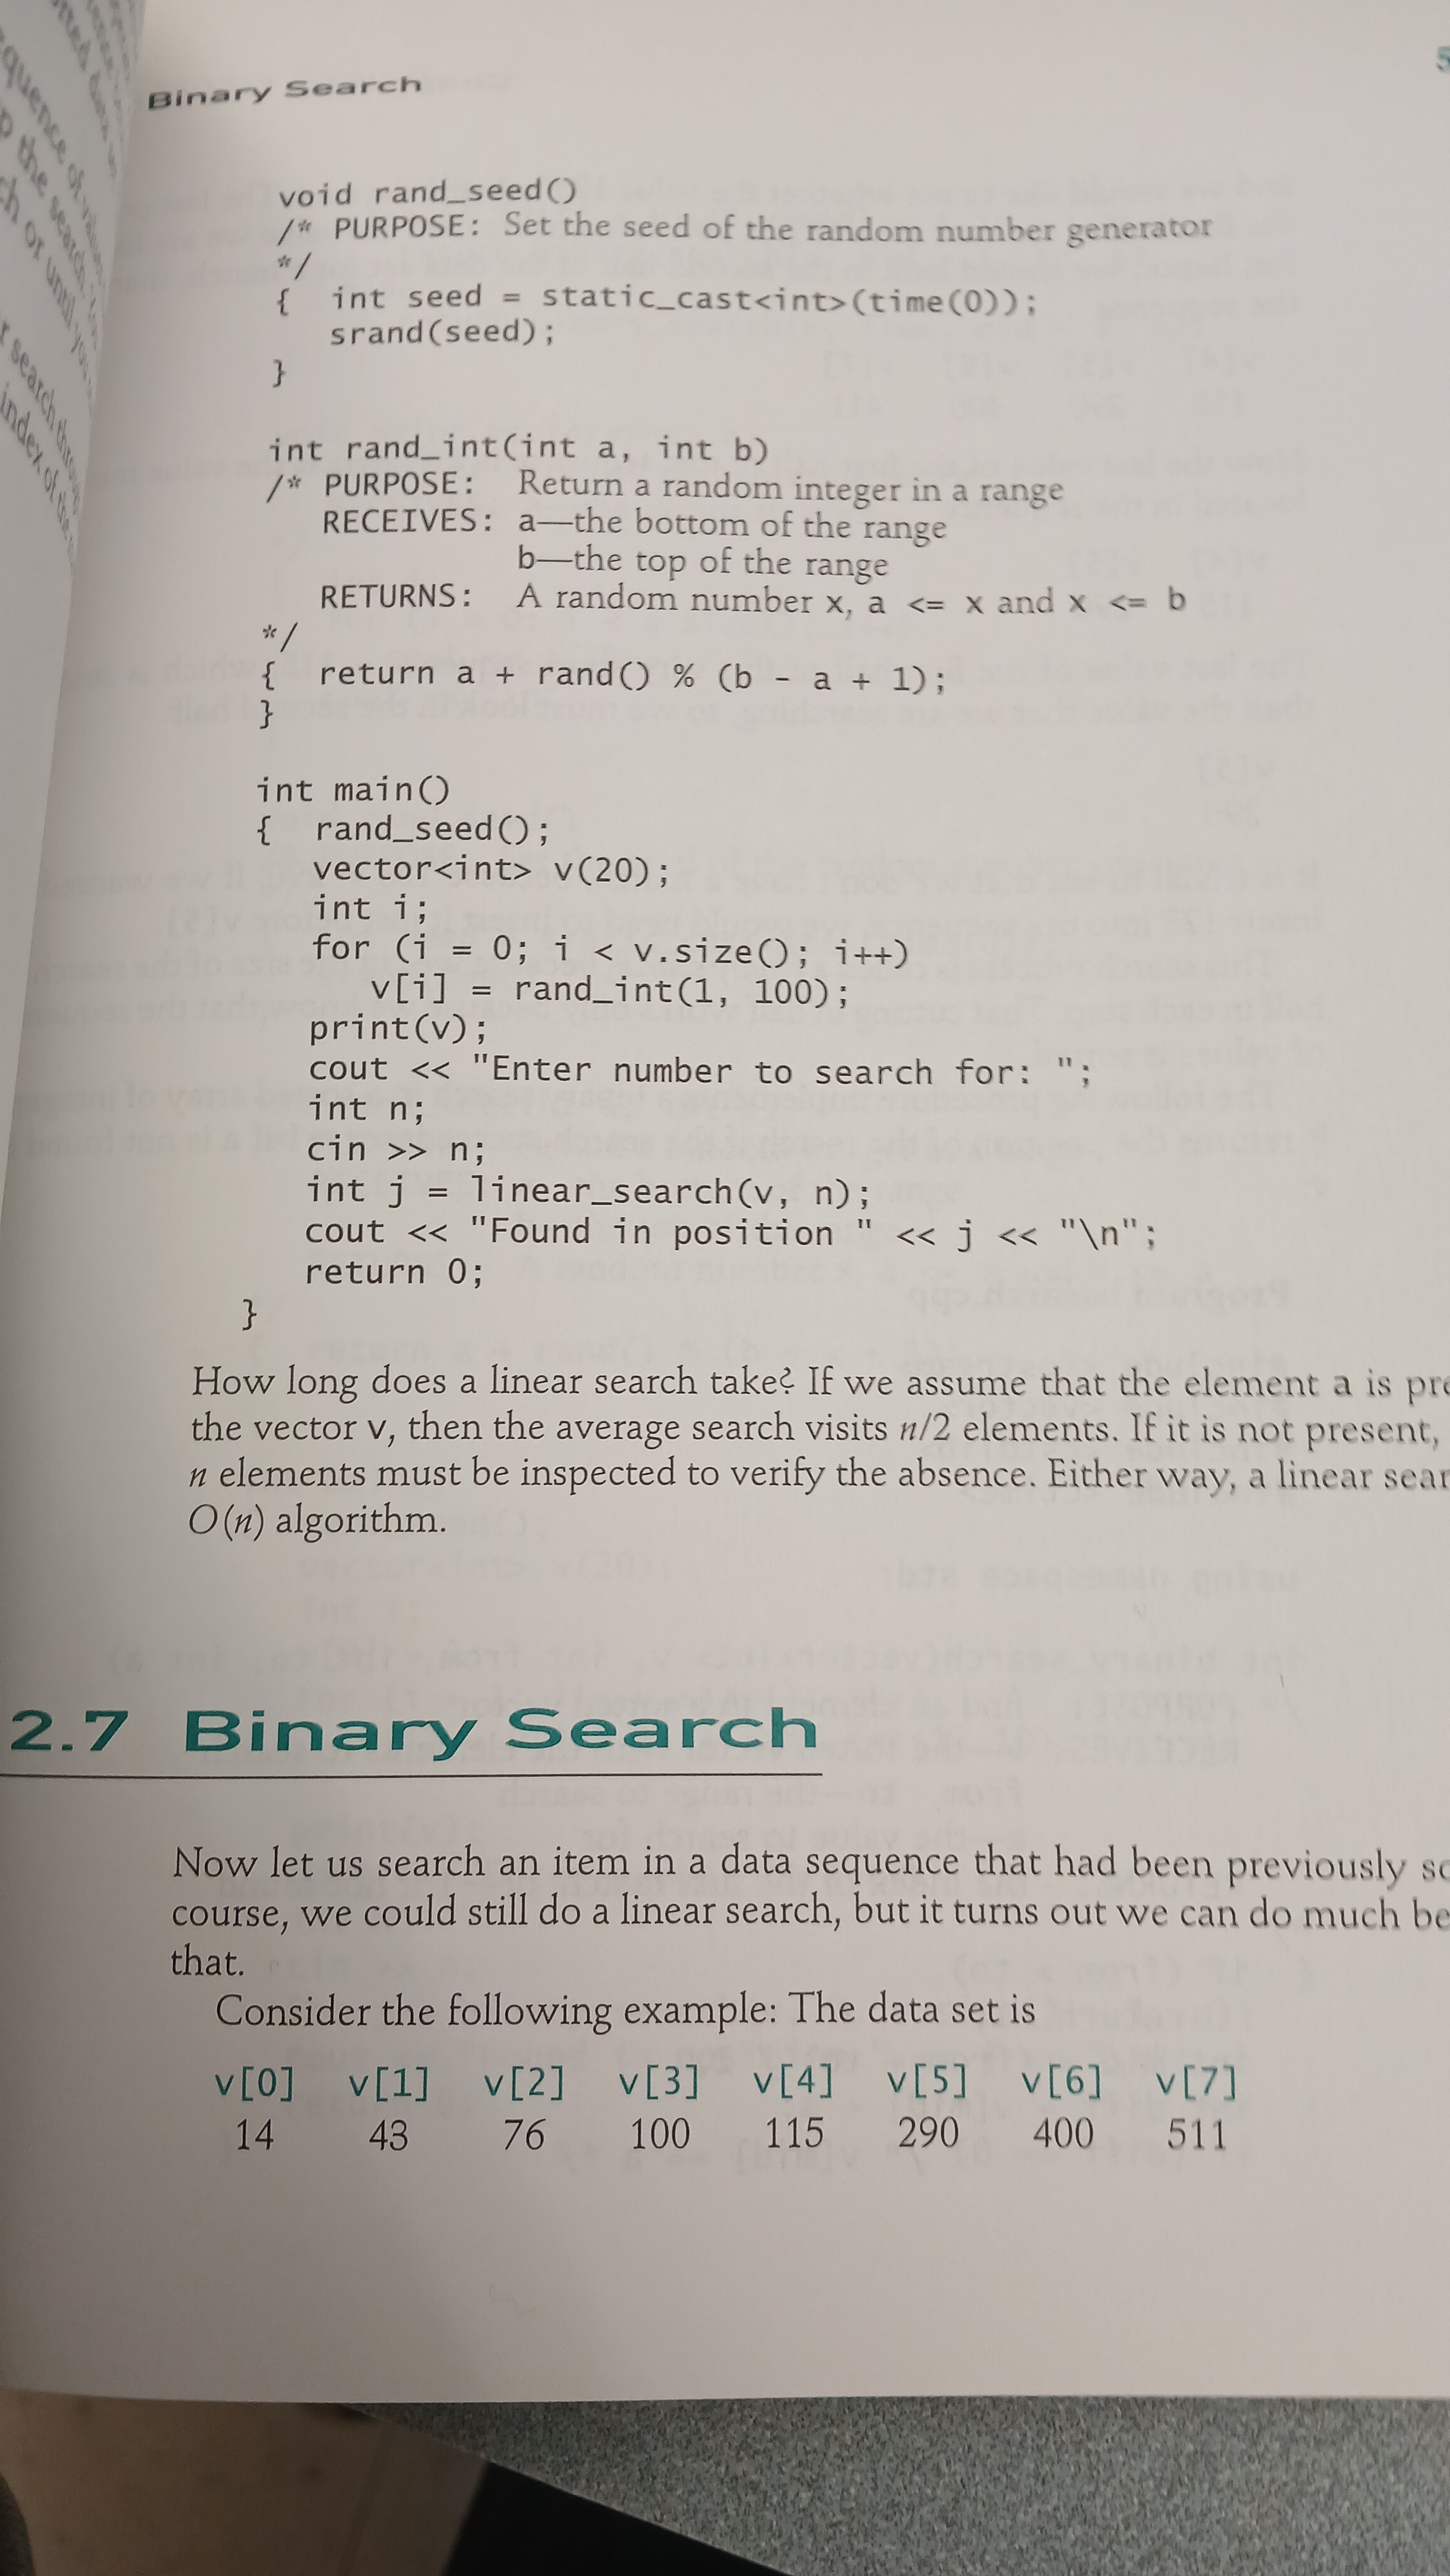 Binary Search
void rand_seed()
/* PURPOSE: Set the seed of the random number generator
*/
{ int seed = static_cast<int>(time(0));
srand(seed);
}
int rand_int(int a, int b)
/* PURPOSE: Return a random integer in a range
RECEIVES: a—the bottom of the range
b—the top of the range
RETURNS: A random number x, a <= x and x <= b
*/
{ return a + rand() % (b - a + 1);
}
int main()
{ rand_seed();
vector<int> v(20);
int i;
for (i = 0; i < v.size(); i++)
v[i] = rand_int(1, 100);
print(v);
cout << "Enter number to search for: ";
int n;
cin >> n;
int j = linear_search(v, n);
cout << "Found in position " << j << "\n";
return 0;
}
How long does a linear search take? If we assume that the element a is
the vector v, then the average search visits n/2 elements. If it is not present,
n elements must be inspected to verify the absence. Either way, a linear
O(n) algorithm.
2.7 Binary Search
Now let us search an item in a data sequence that had been previously
course, we could still do a linear search, but it turns out we can do much
that.
Consider the following example: The data set is
v[0] v[1] v[2] v[3] v[4] v[5] v[6] v[7]
14 43 76 100 115 290 400 511